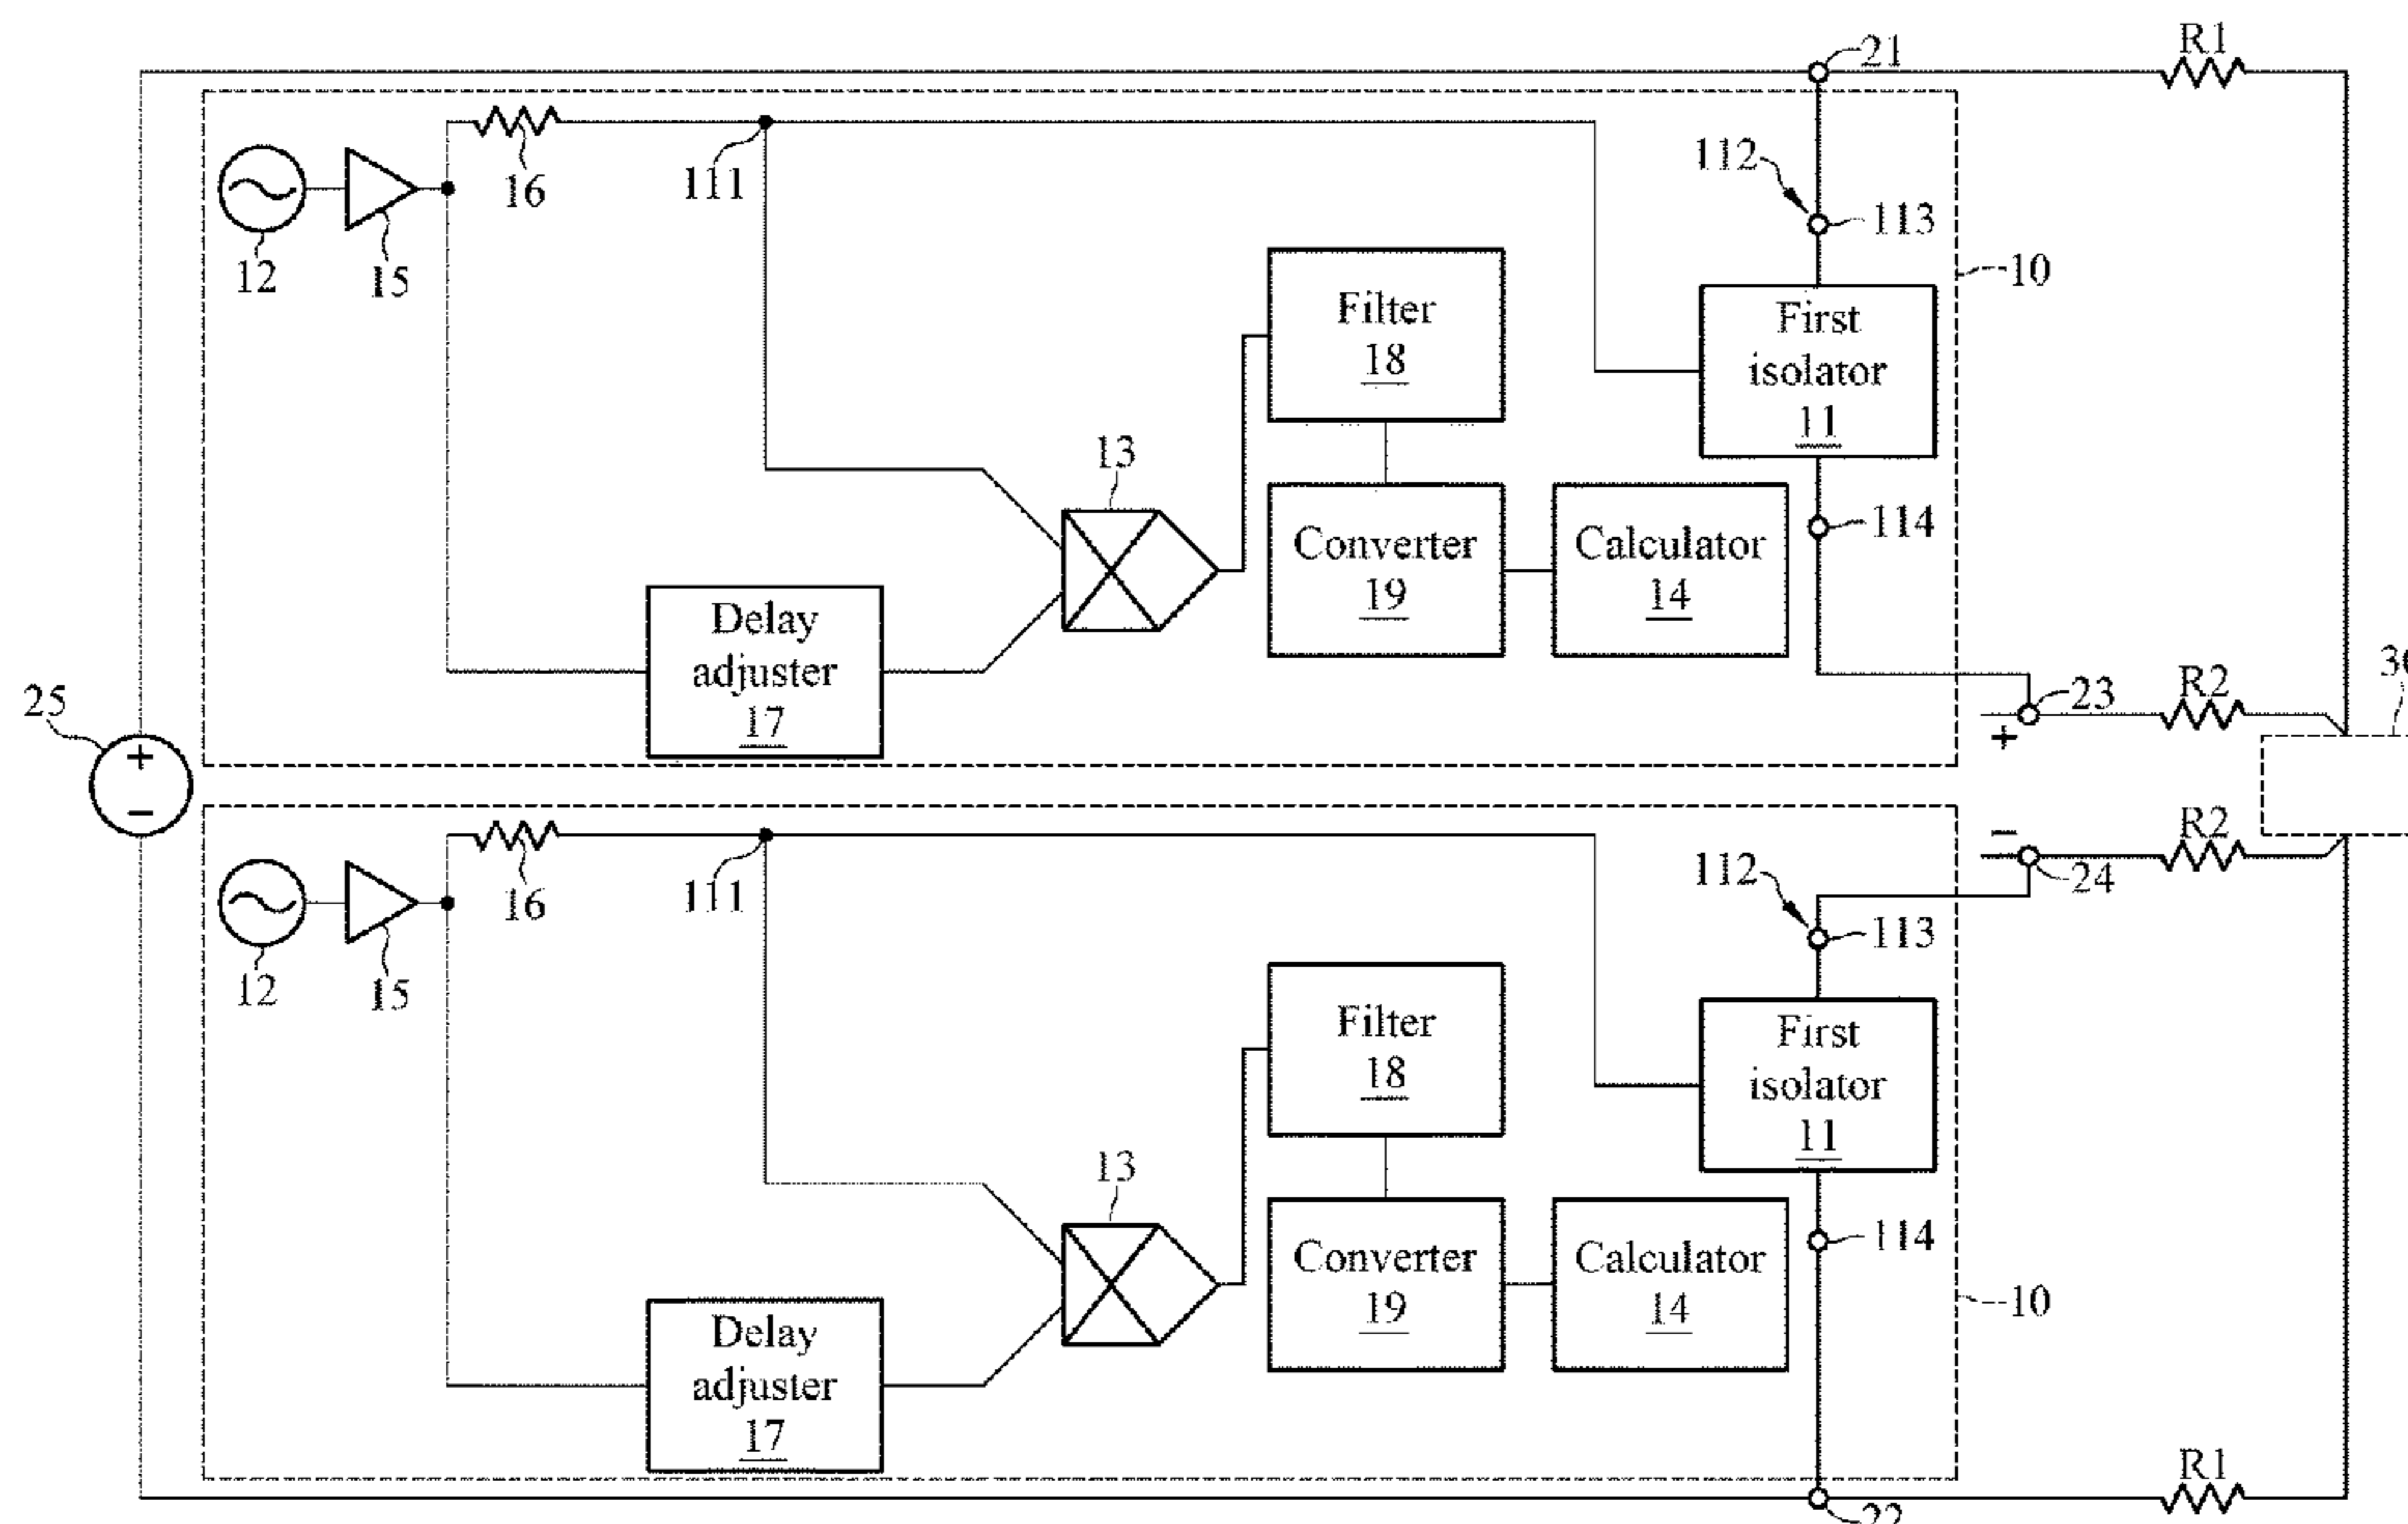 21
R1
16
111
112
113
12
15
10
Filter
18
First
isolator
11
13
114
Converter
19
Calculator
14
Delay
adjuster
17
25
+
−
23
+
R2
−
24
R2
16
111
112
113
12
15
Filter
18
First
isolator
11
13
114
Converter
19
Calculator
14
10
Delay
adjuster
17
R1
22